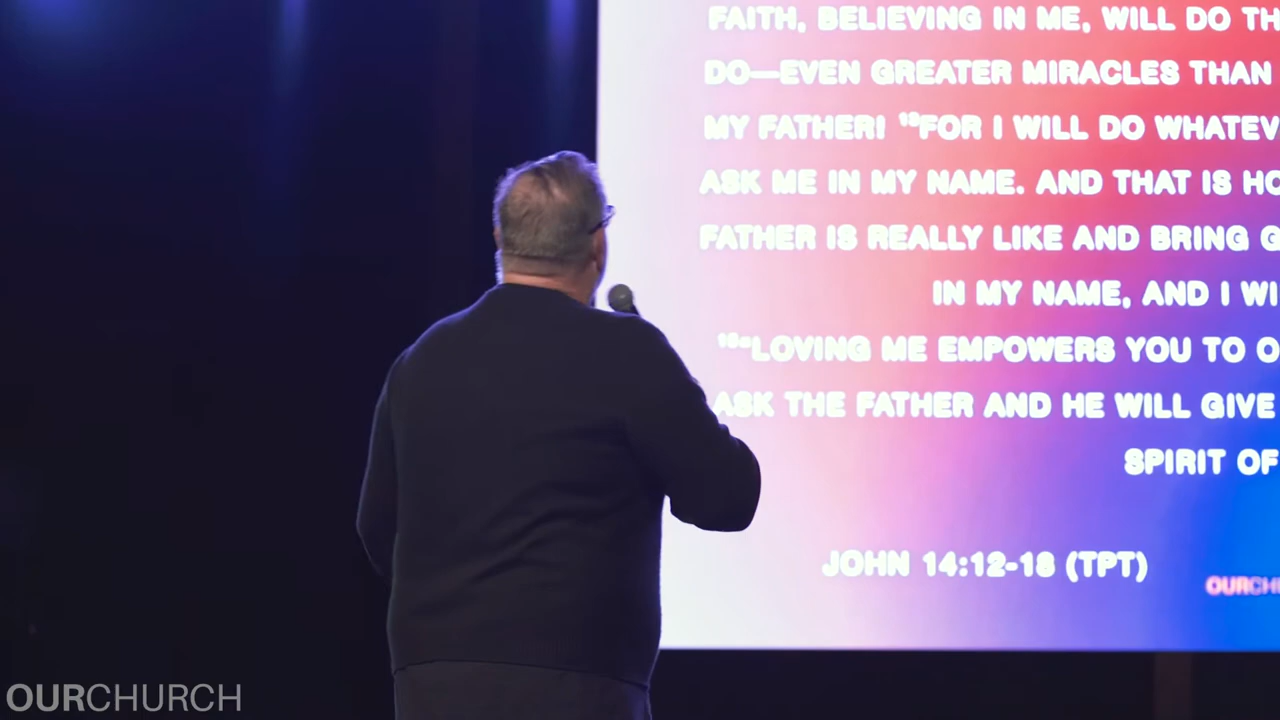 FAITH, BELIEVING IN ME, WILL DO TH
DO—EVEN GREATER MIRACLES THAN
MY FATHER! ¹³FOR I WILL DO WHATEV
ASK ME IN MY NAME. AND THAT IS HO
FATHER IS REALLY LIKE AND BRING G
IN MY NAME, AND I WI
LOVING ME EMPOWERS YOU TO O
ASK THE FATHER AND HE WILL GIVE
SPIRIT OF
JOHN 14:12-18 (TPT)
OURCH
OURCHURCH